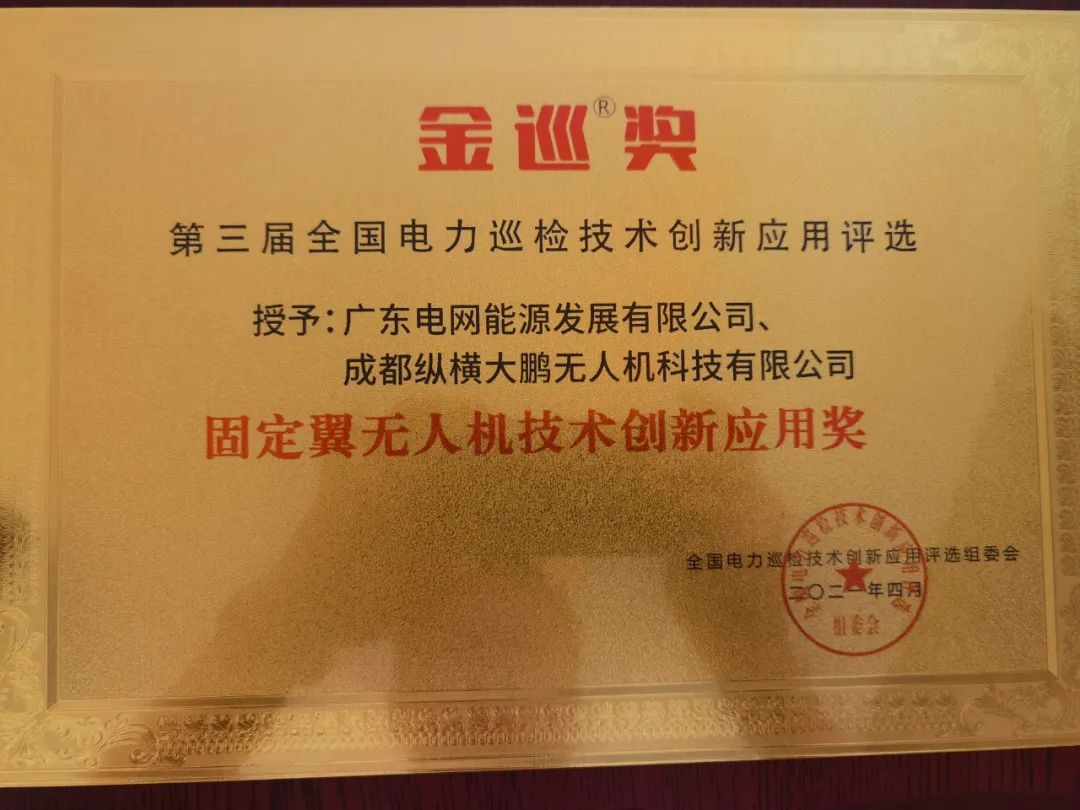 金巡®奖
第三届全国电力巡检技术创新应用评选
授予：广东电网能源发展有限公司、
成都纵横大鹏无人机科技有限公司
固定翼无人机技术创新应用奖
全国电力巡检技术创新应用评选组委会
二〇二一年四月
组委会